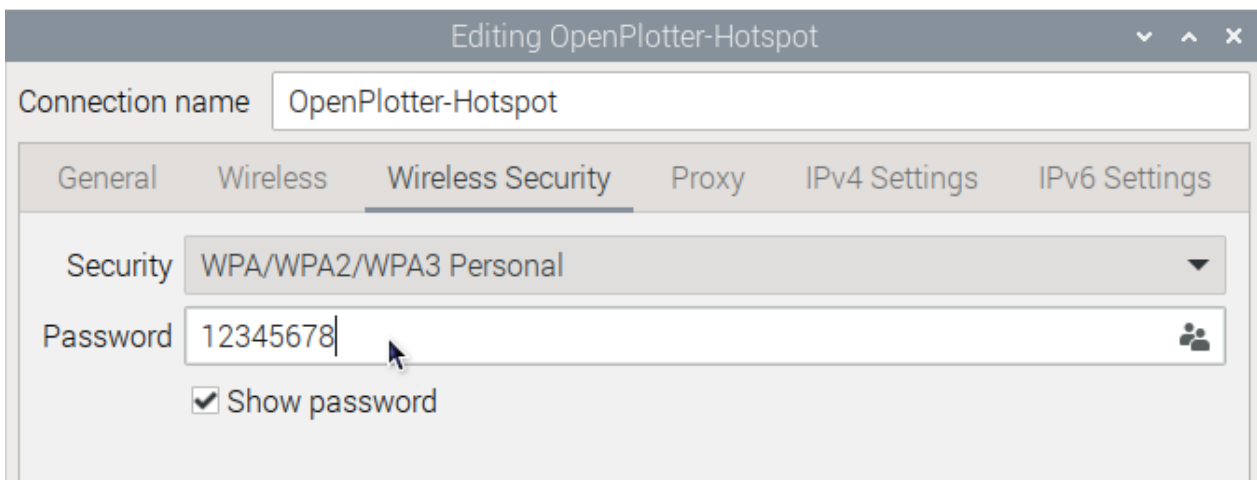 Editing OpenPlotter-Hotspot
Connection name OpenPlotter-Hotspot
General Wireless Wireless Security Proxy IPv4 Settings IPv6 Settings
Security WPA/WPA2/WPA3 Personal
Password 12345678
Show password